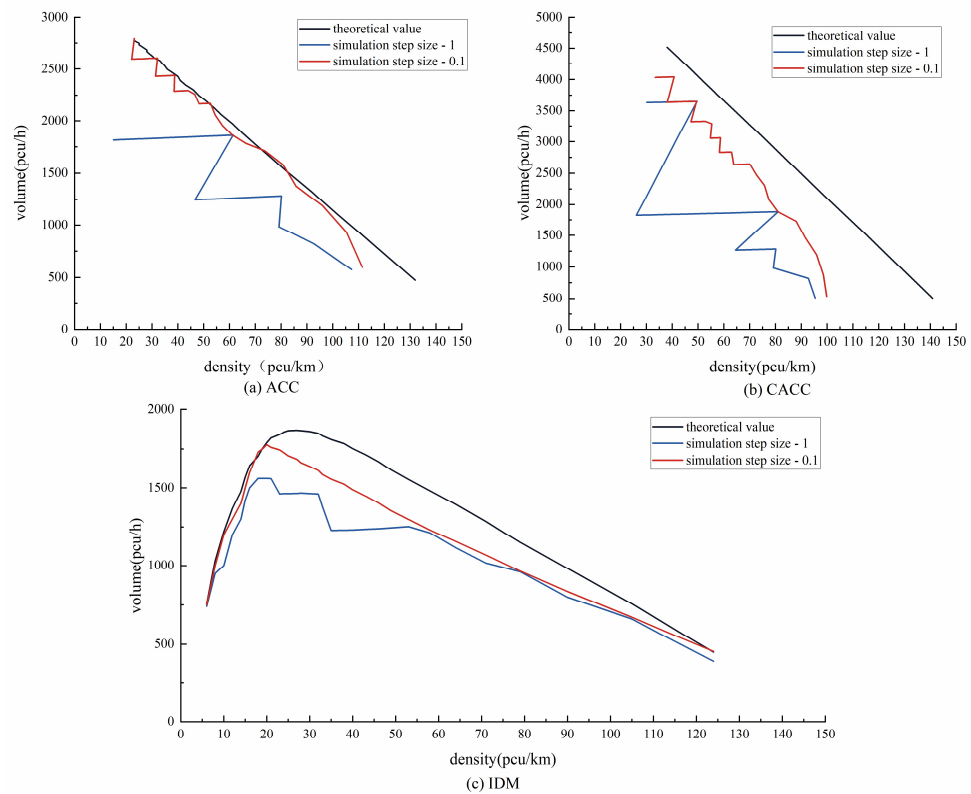 3000
2500
2000
1500
1000
500
0
volume(pcu/h)
theoretical value
simulation step size - 1
simulation step size - 0.1
0 10 20 30 40 50 60 70 80 90 100 110 120 130 140 150
density（pcu/km）
(a) ACC
5000
4500
4000
3500
3000
2500
2000
1500
1000
500
0
volume(pcu/h)
theoretical value
simulation step size - 1
simulation step size - 0.1
0 10 20 30 40 50 60 70 80 90 100 110 120 130 140 150
density(pcu/km)
(b) CACC
2000
1500
1000
500
0
volume(pcu/h)
theoretical value
simulation step size - 1
simulation step size - 0.1
0 10 20 30 40 50 60 70 80 90 100 110 120 130 140 150
density(pcu/km)
(c) IDM